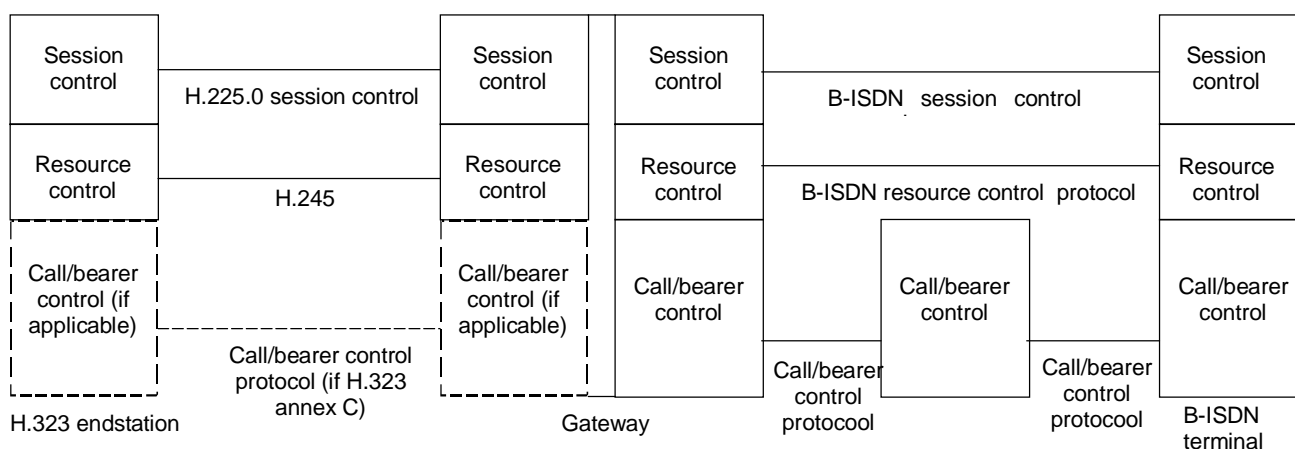 Session
control
Session
control
Session
control
Session
control
H.225.0 session control
B-ISDN session control
Resource
control
Resource
control
Resource
control
Resource
control
H.245
B-ISDN resource control protocol
Call/bearer
control (if
applicable)
Call/bearer
control (if
applicable)
Call/bearer
control
Call/bearer
control
Call/bearer
control
Call/bearer control
protocol (if H.323
annex C)
Call/bearer
control
protocool
Call/bearer
control
protocool
H.323 endstation
Gateway
B-ISDN
terminal